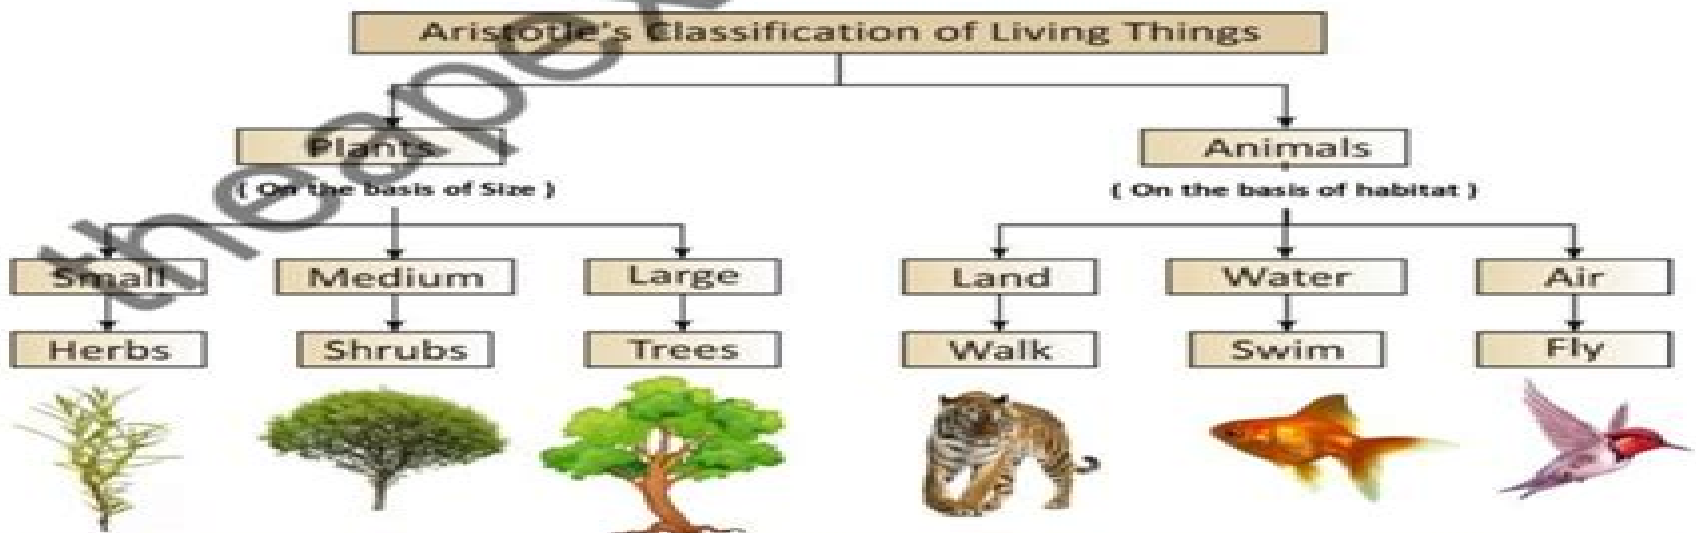 Aristotle's Classification of Living Things
Plants Animals
( On the basis of Size ) ( On the basis of habitat )
Small Medium Large Land Water Air
Herbs Shrubs Trees Walk Swim Fly
theapex